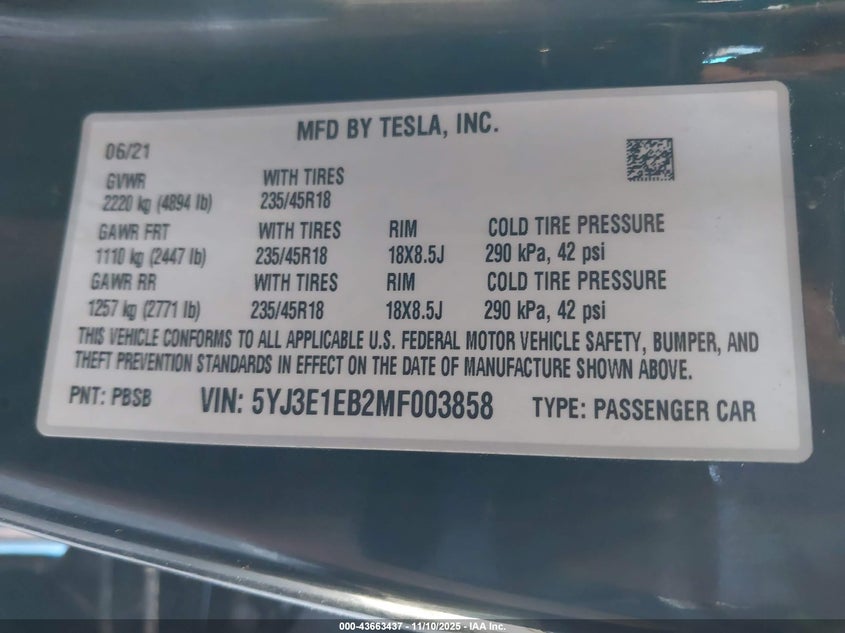 MFD BY TESLA, INC.
06/21
GVWR WITH TIRES
2220 kg (4894 lb) 235/45R18
GAWR FRT WITH TIRES RIM COLD TIRE PRESSURE
1110 kg (2447 lb) 235/45R18 18X8.5J 290 kPa, 42 psi
GAWR RR WITH TIRES RIM COLD TIRE PRESSURE
1257 kg (2771 lb) 235/45R18 18X8.5J 290 kPa, 42 psi
THIS VEHICLE CONFORMS TO ALL APPLICABLE U.S. FEDERAL MOTOR VEHICLE SAFETY, BUMPER, AND
THEFT PREVENTION STANDARDS IN EFFECT ON THE DATE OF MANUFACTURE SHOWN ABOVE.
PNT: PBSB VIN: 5YJ3E1EB2MF003858 TYPE: PASSENGER CAR
000-43663437 - 11/10/2025 - IAA Inc.